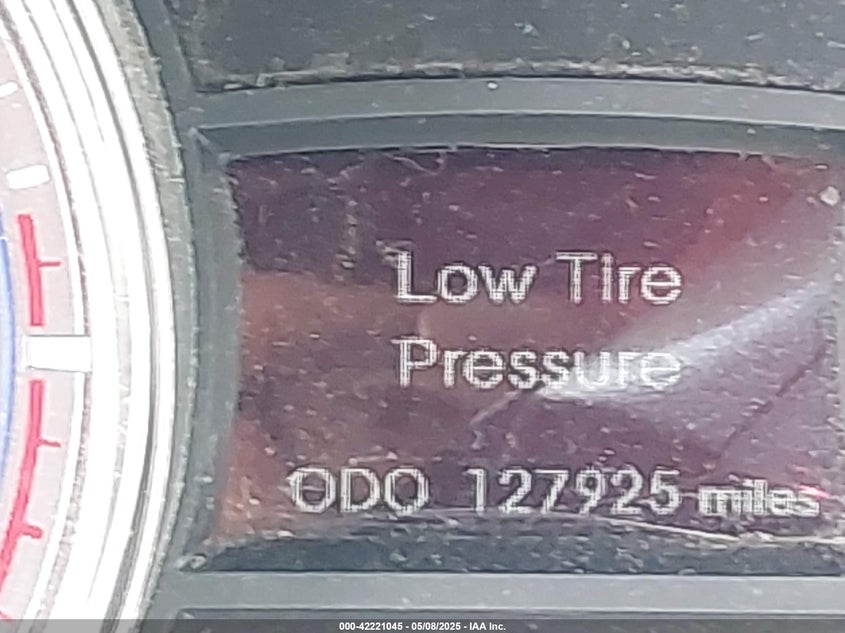 Low Tire
Pressure
ODO 127925 miles
000-42221045 - 05/08/2025 - IAA Inc.